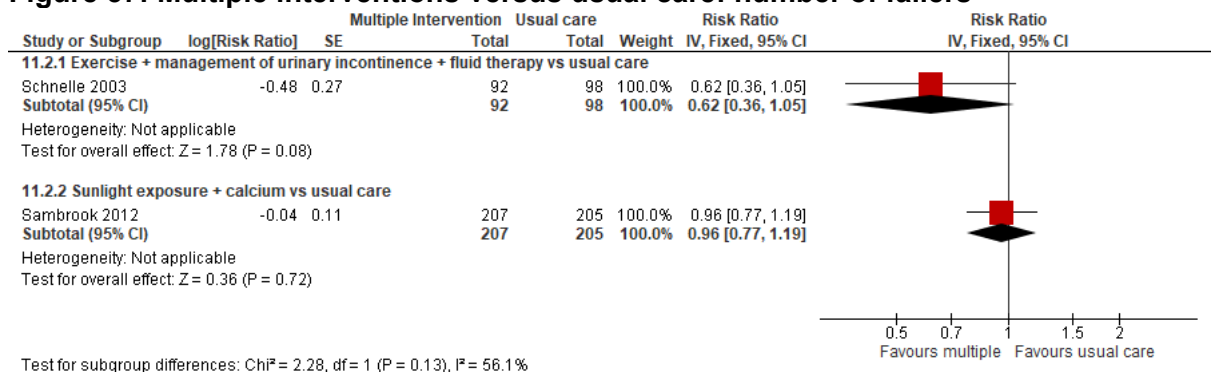 Multiple Intervention Usual care Risk Ratio Risk Ratio
Study or Subgroup log[Risk Ratio] SE Total Total Weight IV, Fixed, 95% CI IV, Fixed, 95% CI
11.2.1 Exercise + management of urinary incontinence + fluid therapy vs usual care
Schnelle 2003 -0.48 0.27 92 98 100.0% 0.62 [0.36, 1.05]
Subtotal (95% CI) 92 98 100.0% 0.62 [0.36, 1.05]
Heterogeneity: Not applicable
Test for overall effect: Z = 1.78 (P = 0.08)
11.2.2 Sunlight exposure + calcium vs usual care
Sambrook 2012 -0.04 0.11 207 205 100.0% 0.96 [0.77, 1.19]
Subtotal (95% CI) 207 205 100.0% 0.96 [0.77, 1.19]
Heterogeneity: Not applicable
Test for overall effect: Z = 0.36 (P = 0.72)
0.5 0.7 1 1.5 2
Favours multiple Favours usual care
Test for subgroup differences: Chi² = 2.28, df = 1 (P = 0.13), I² = 56.1%